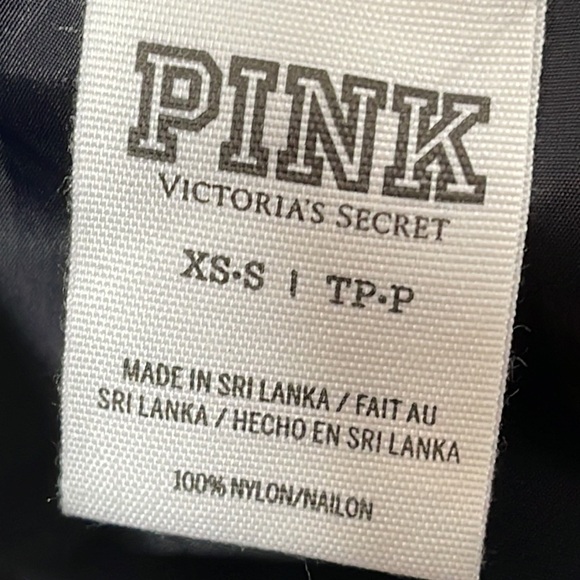 PINK
VICTORIA'S SECRET
XS·S | TP·P
MADE IN SRI LANKA / FAIT AU
SRI LANKA / HECHO EN SRI LANKA
100% NYLON/NAILON